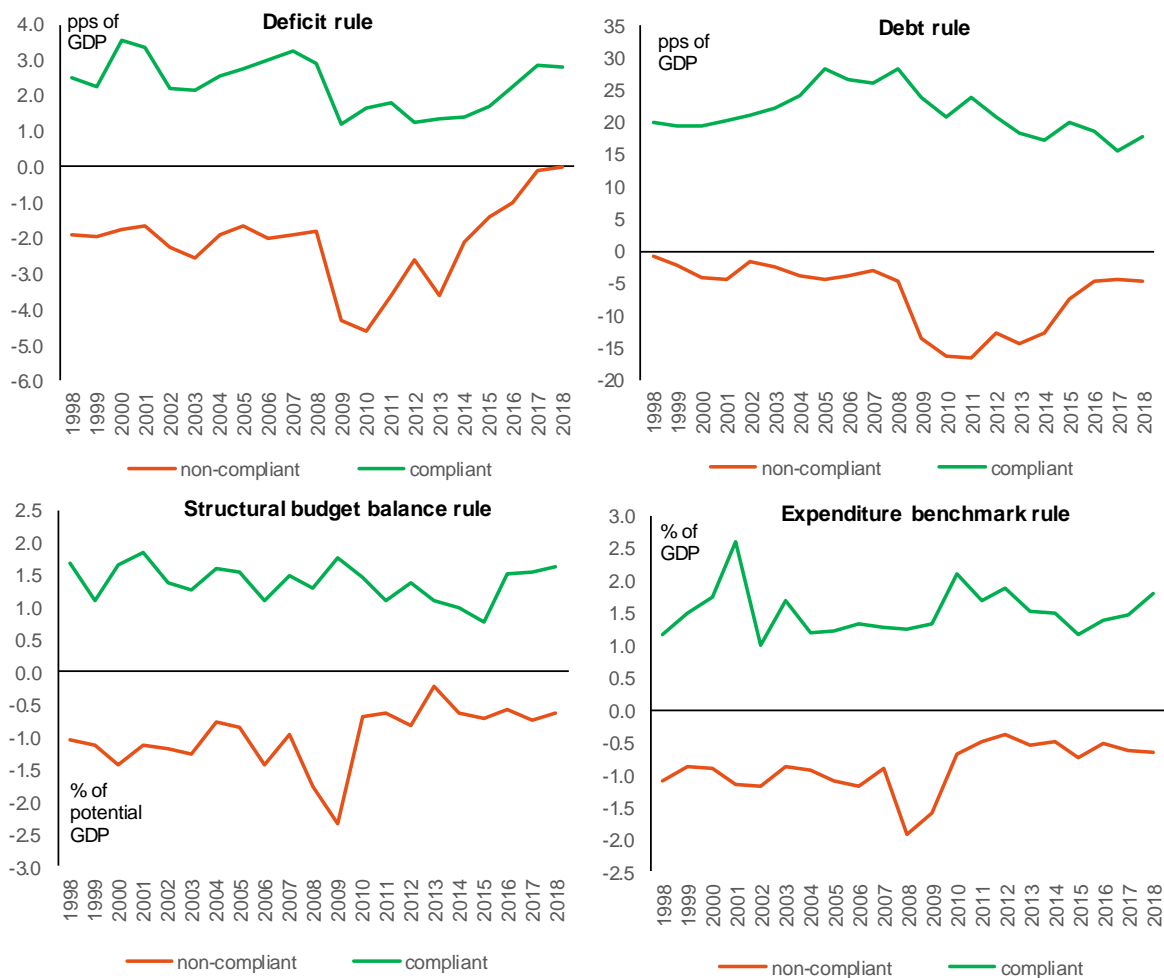 Deficit rule
pps of
GDP
4.0
3.0
2.0
1.0
0.0
-1.0
-2.0
-3.0
-4.0
-5.0
-6.0
1998 1999 2000 2001 2002 2003 2004 2005 2006 2007 2008 2009 2010 2011 2012 2013 2014 2015 2016 2017 2018
non-compliant compliant
Debt rule
pps of
GDP
35
30
25
20
15
10
5
0
-5
-10
-15
-20
1998 1999 2000 2001 2002 2003 2004 2005 2006 2007 2008 2009 2010 2011 2012 2013 2014 2015 2016 2017 2018
non-compliant compliant
Structural budget balance rule
2.5
2.0
1.5
1.0
0.5
0.0
-0.5
-1.0
-1.5
-2.0
-2.5
-3.0
% of
potential
GDP
1998 1999 2000 2001 2002 2003 2004 2005 2006 2007 2008 2009 2010 2011 2012 2013 2014 2015 2016 2017 2018
non-compliant compliant
Expenditure benchmark rule
% of
GDP
3.0
2.5
2.0
1.5
1.0
0.5
0.0
-0.5
-1.0
-1.5
-2.0
-2.5
1998 1999 2000 2001 2002 2003 2004 2005 2006 2007 2008 2009 2010 2011 2012 2013 2014 2015 2016 2017 2018
non-compliant compliant